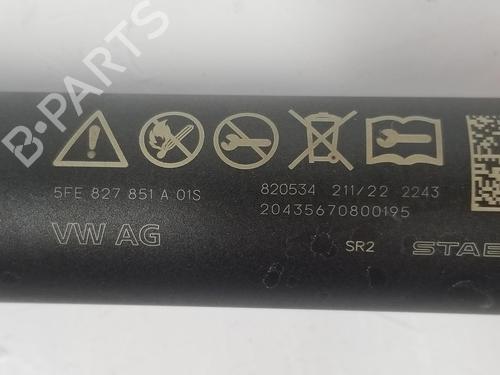 B-PARTS
5FE 827 851 A 01S
820534 211/22 2243
20435670800195
VW AG
SR2
STAB